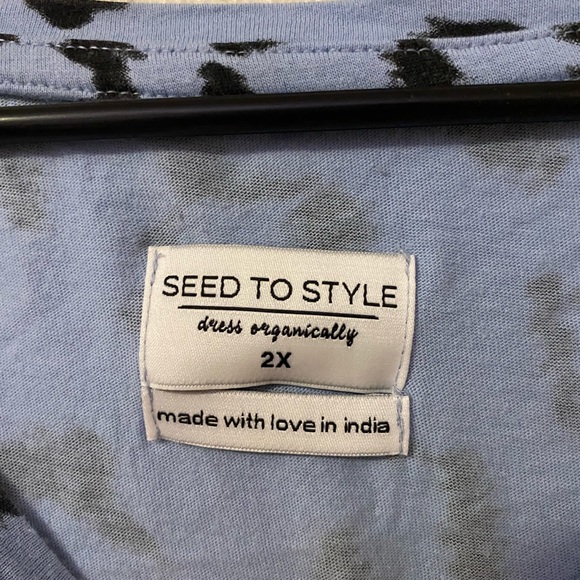 SEED TO STYLE
dress organically
2X
made with love in india